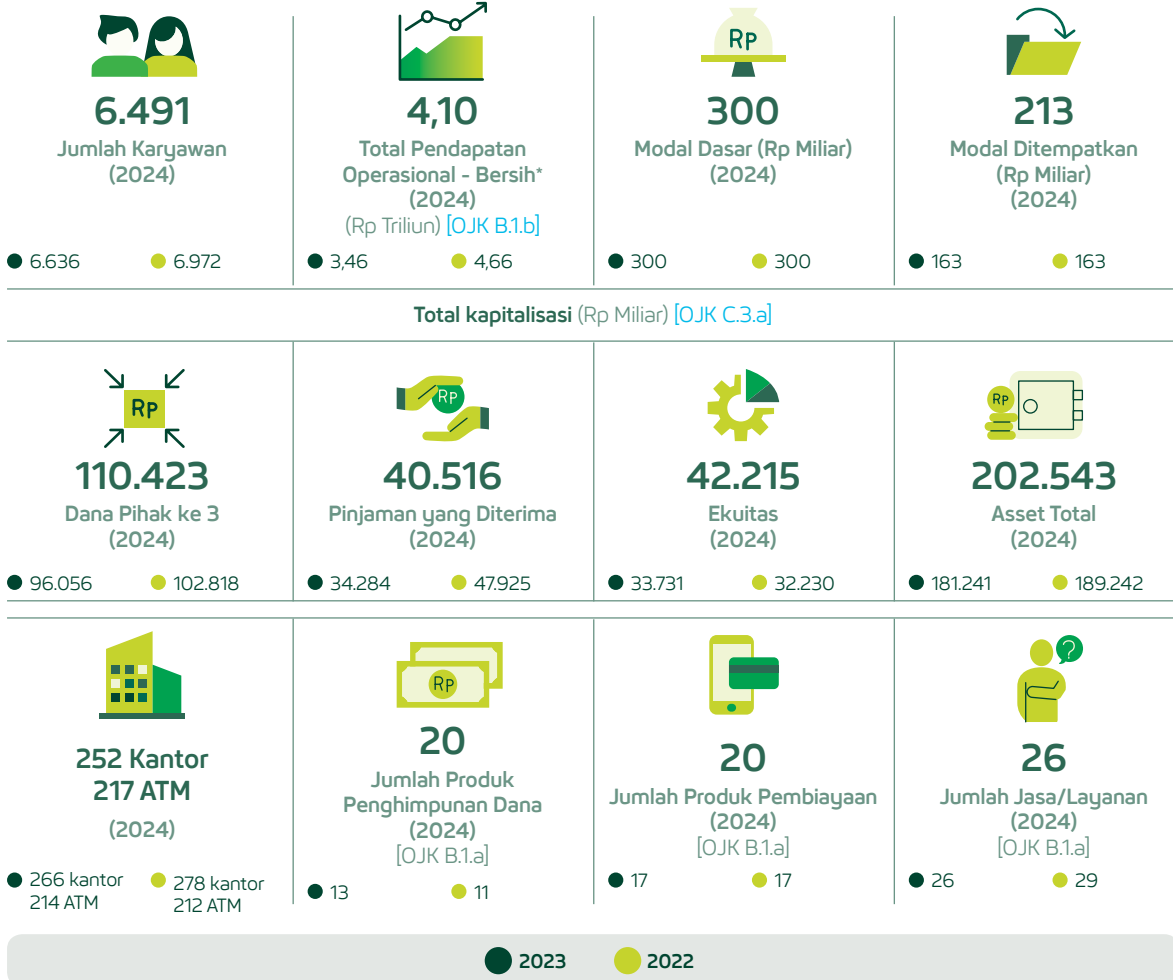 6.491
Jumlah Karyawan
(2024)
6.636
6.972
4,10
Total Pendapatan
Operasional - Bersih*
(2024)
(Rp Triliun) [OJK B.1.b]
3,46
4,66
Rp
300
Modal Dasar (Rp Miliar)
(2024)
300
300
213
Modal Ditempatkan
(Rp Miliar)
(2024)
163
163
Total kapitalisasi (Rp Miliar) [OJK C.3.a]
Rp
110.423
Dana Pihak ke 3
(2024)
96.056
102.818
RP
40.516
Pinjaman yang Diterima
(2024)
34.284
47.925
42.215
Ekuitas
(2024)
33.731
32.230
RP
202.543
Asset Total
(2024)
181.241
189.242
252 Kantor
217 ATM
(2024)
266 kantor
214 ATM
278 kantor
212 ATM
RP
20
Jumlah Produk
Penghimpunan Dana
(2024)
[OJK B.1.a]
13
11
20
Jumlah Produk Pembiayaan
(2024)
[OJK B.1.a]
17
17
?
26
Jumlah Jasa/Layanan
(2024)
[OJK B.1.a]
26
29
2023
2022